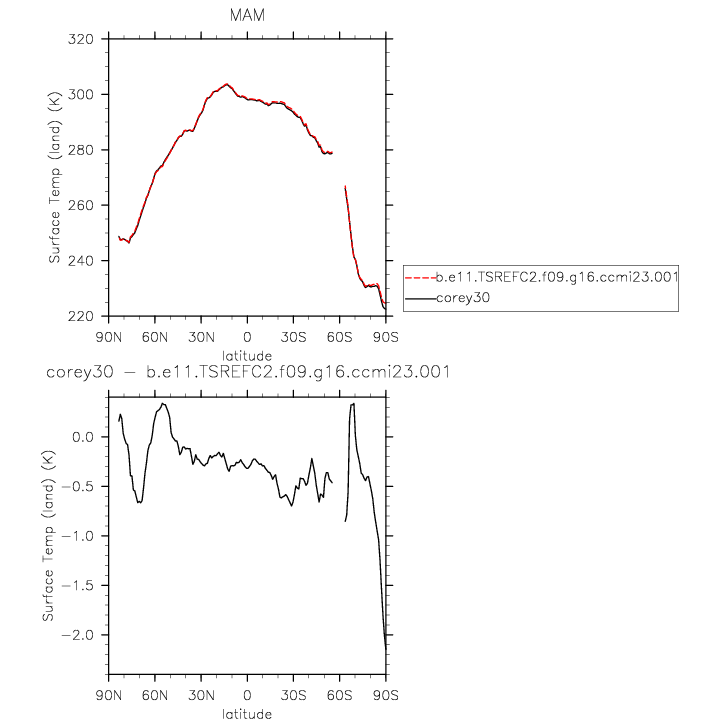 MAM
320
300
280
260
240
220
Surface Temp (land) (K)
90N 60N 30N 0 30S 60S 90S
latitude
b.e11.TSREFC2.f09.g16.ccmi23.001
corey30
corey30 − b.e11.TSREFC2.f09.g16.ccmi23.001
0.0
−0.5
−1.0
−1.5
−2.0
Surface Temp (land) (K)
90N 60N 30N 0 30S 60S 90S
latitude